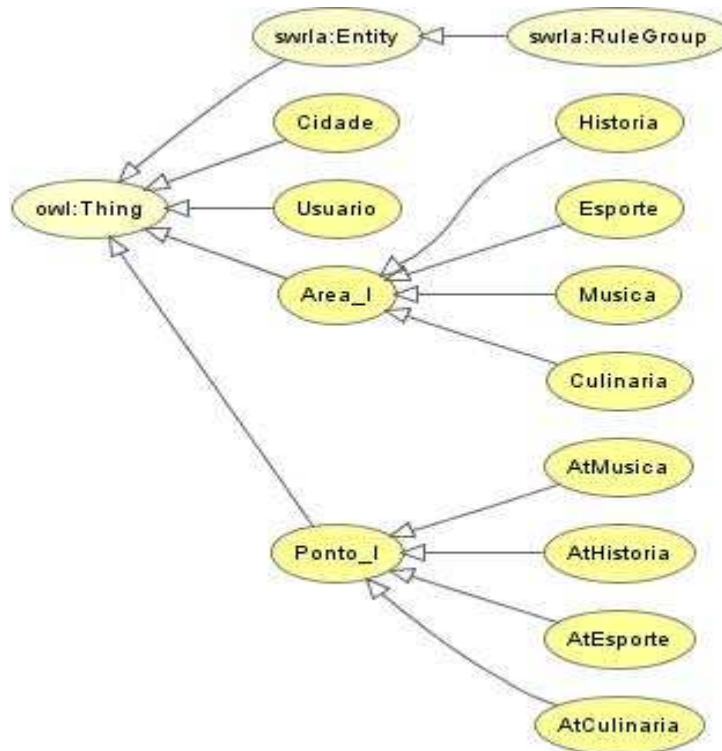 swrla:Entity
swrla:RuleGroup
Cidade
Historia
owl:Thing
Usuario
Esporte
Area_I
Musica
Culinaria
AtMusica
Ponto_I
AtHistoria
AtEsporte
AtCulinaria